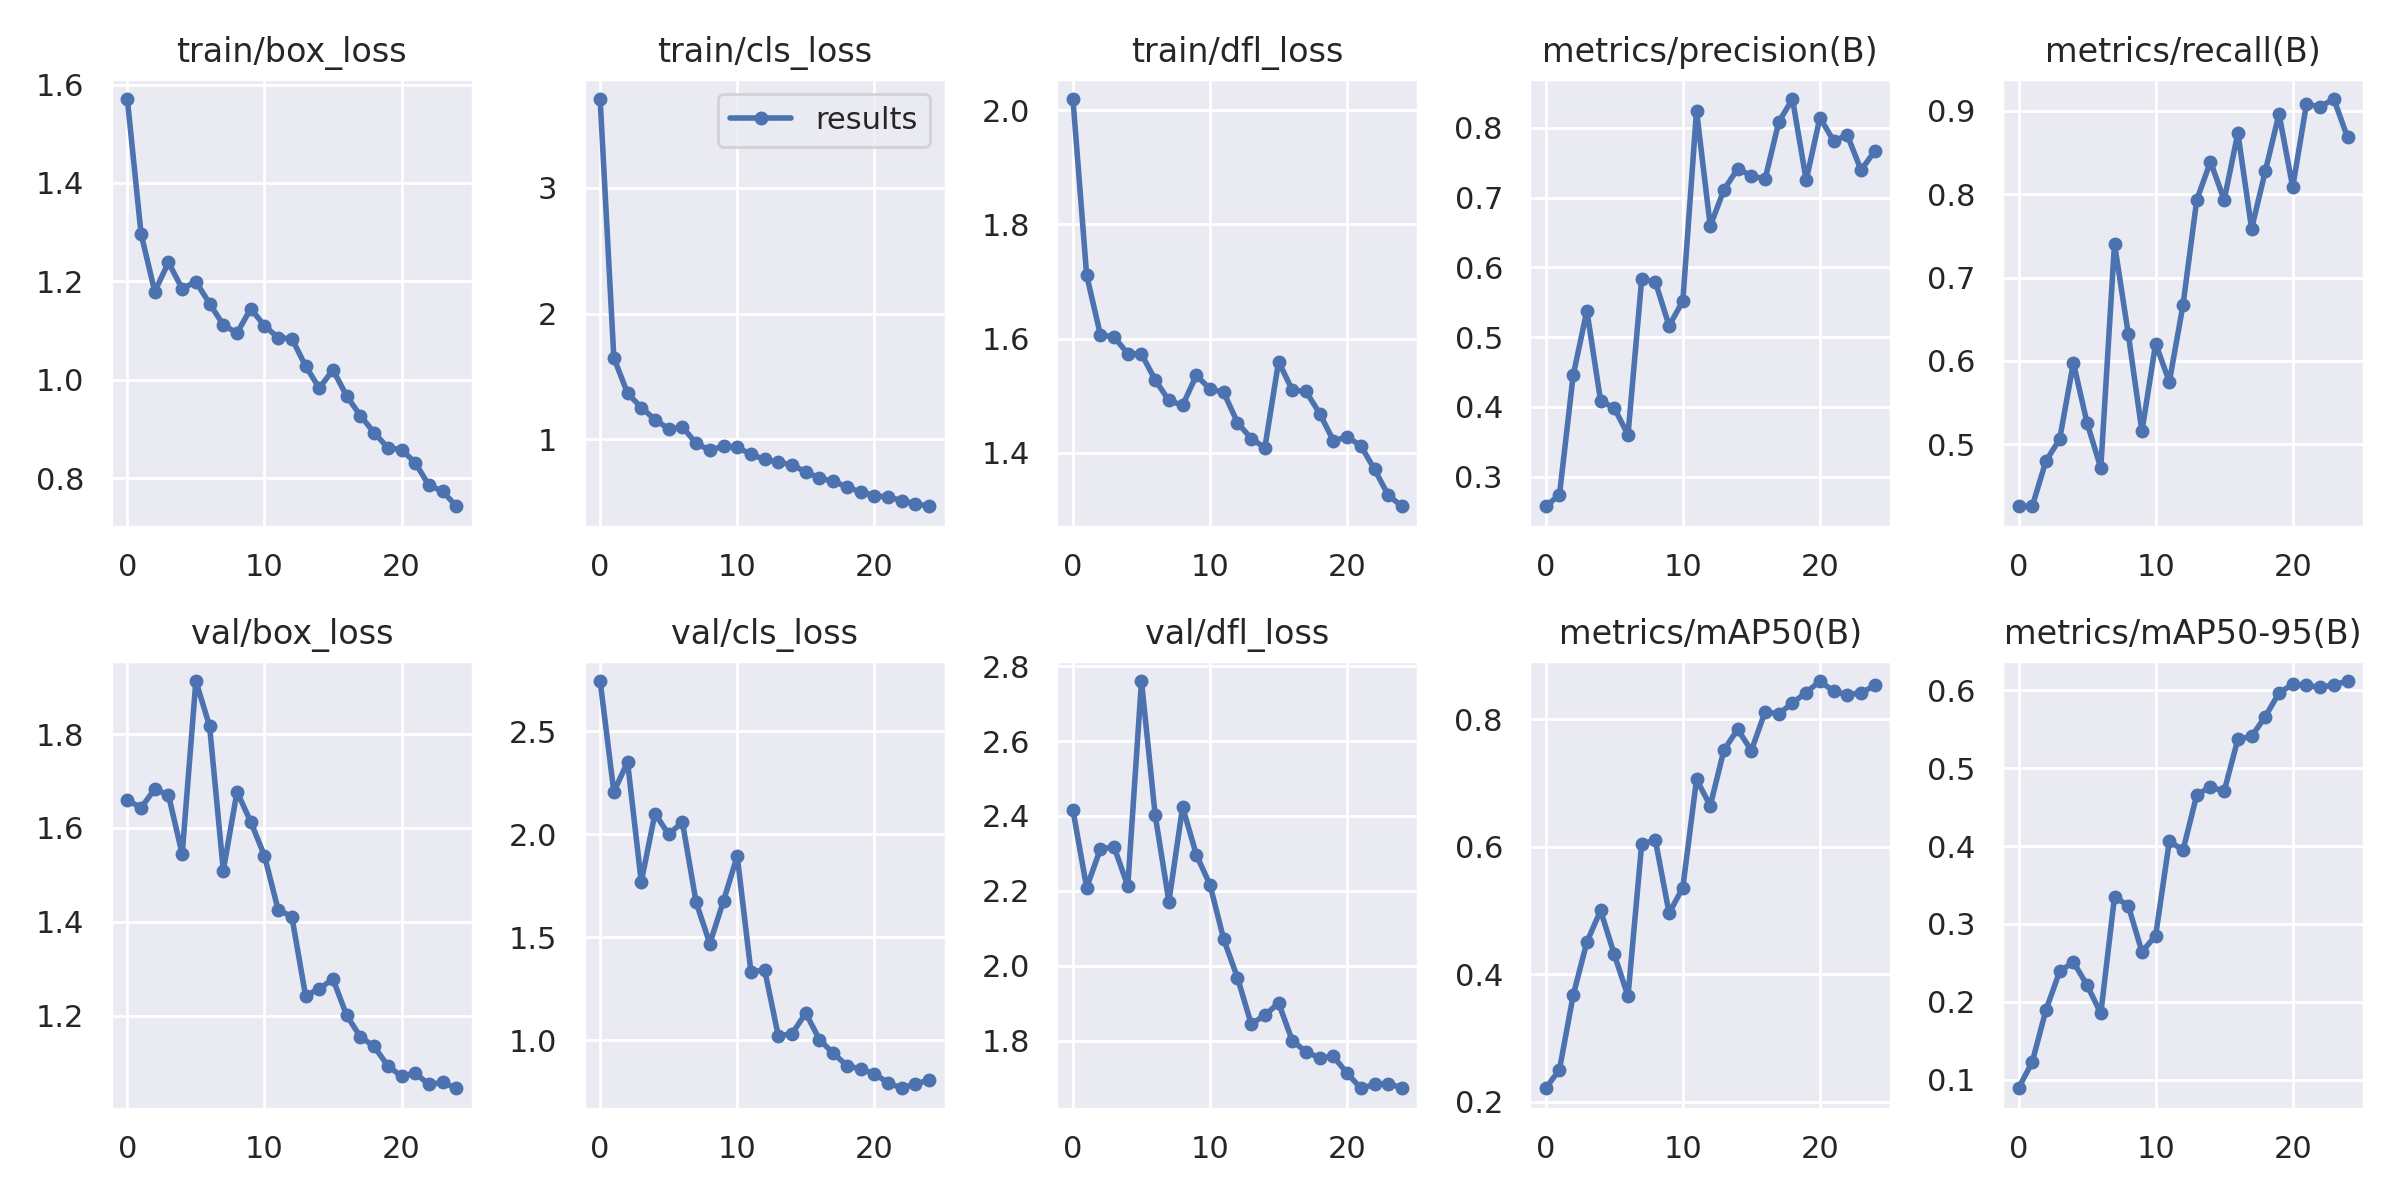 train/box_loss
1.6
1.4
1.2
1.0
0.8
0 10 20
train/cls_loss
results
3
2
1
0 10 20
train/dfl_loss
2.0
1.8
1.6
1.4
0 10 20
metrics/precision(B)
0.8
0.7
0.6
0.5
0.4
0.3
0 10 20
metrics/recall(B)
0.9
0.8
0.7
0.6
0.5
0 10 20
val/box_loss
1.8
1.6
1.4
1.2
0 10 20
val/cls_loss
2.5
2.0
1.5
1.0
0 10 20
val/dfl_loss
2.8
2.6
2.4
2.2
2.0
1.8
0 10 20
metrics/mAP50(B)
0.8
0.6
0.4
0.2
0 10 20
metrics/mAP50-95(B)
0.6
0.5
0.4
0.3
0.2
0.1
0 10 20